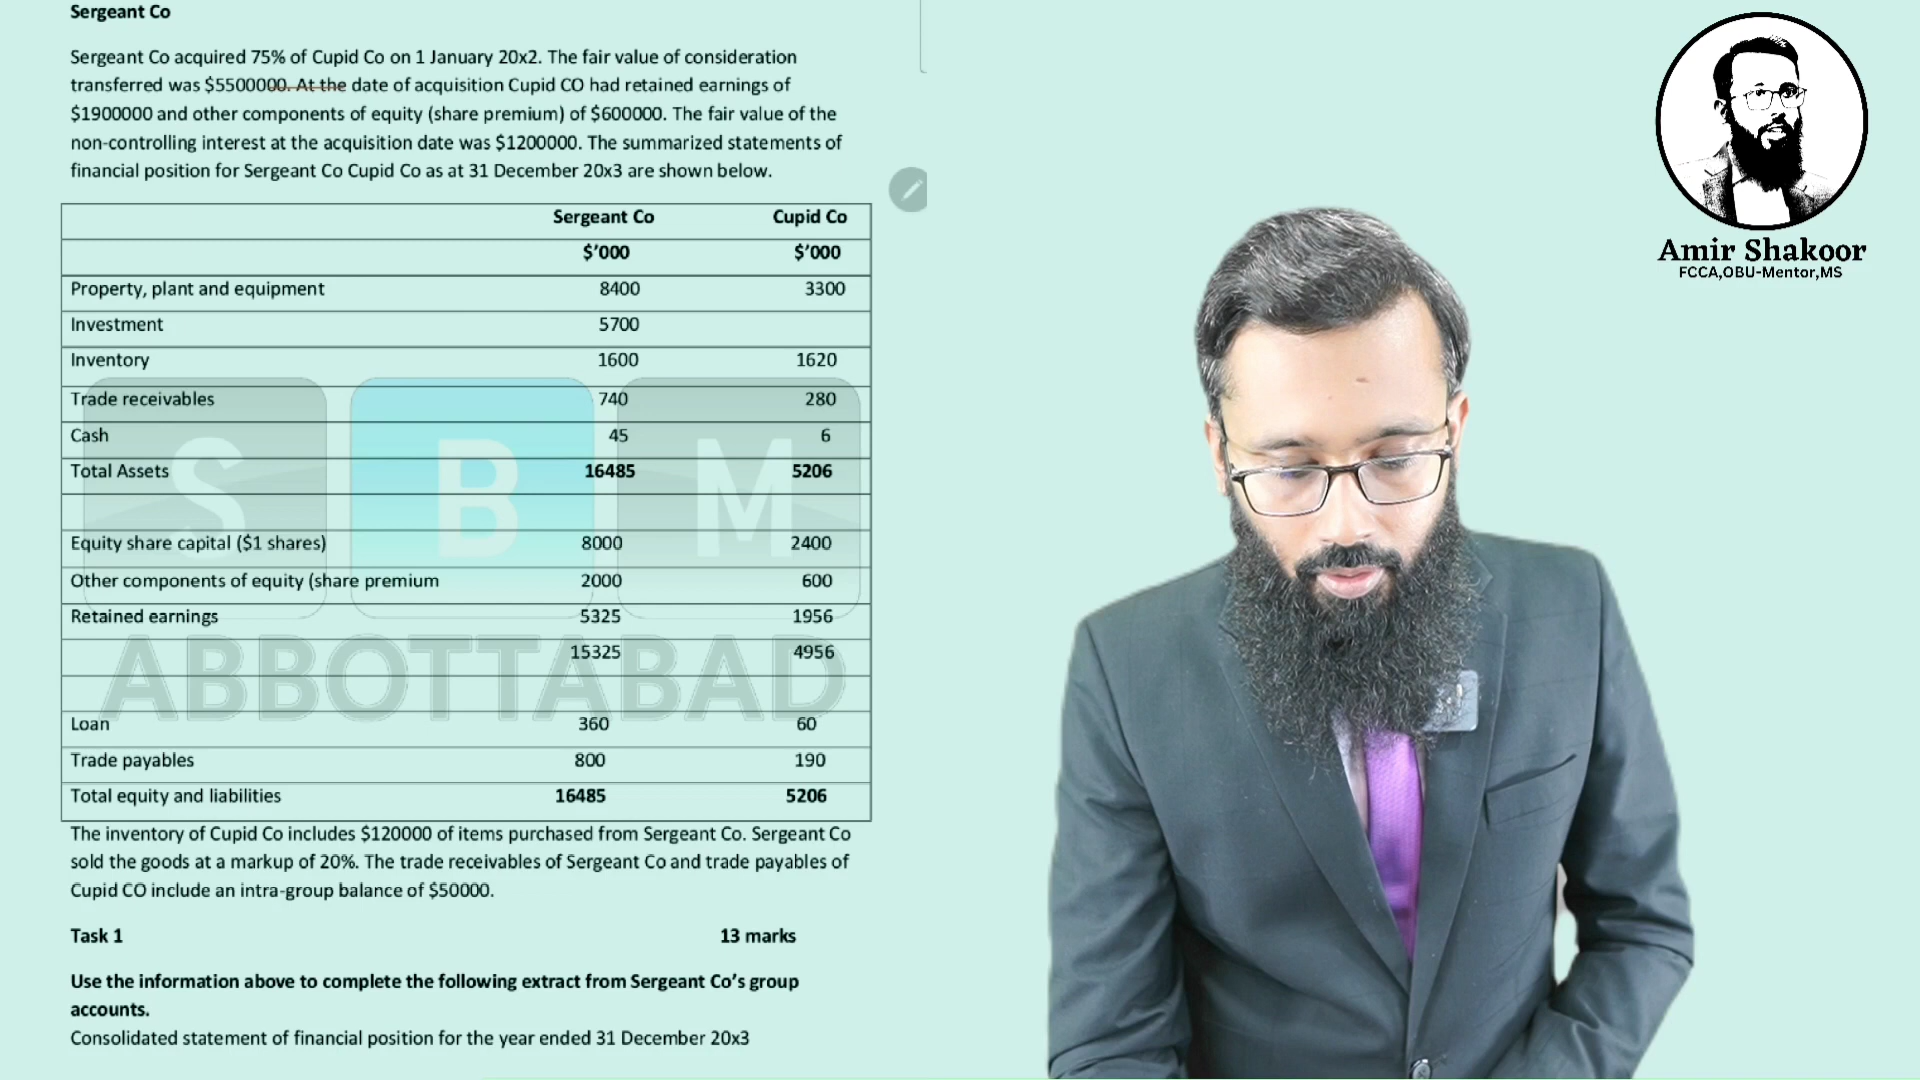 Sergeant Co
Sergeant Co acquired 75% of Cupid Co on 1 January 20x2. The fair value of consideration
transferred was $5500000. At the date of acquisition Cupid CO had retained earnings of
$1900000 and other components of equity (share premium) of $600000. The fair value of the
non-controlling interest at the acquisition date was $1200000. The summarized statements of
financial position for Sergeant Co Cupid Co as at 31 December 20x3 are shown below.
Sergeant Co Cupid Co
$'000 $'000
Property, plant and equipment 8400 3300
Investment 5700
Inventory 1600 1620
Trade receivables 740 280
Cash 45 6
Total Assets 16485 5206
Equity share capital ($1 shares) 8000 2400
Other components of equity (share premium 2000 600
Retained earnings 5325 1956
15325 4956
Loan 360 60
Trade payables 800 190
Total equity and liabilities 16485 5206
The inventory of Cupid Co includes $120000 of items purchased from Sergeant Co. Sergeant Co
sold the goods at a markup of 20%. The trade receivables of Sergeant Co and trade payables of
Cupid CO include an intra-group balance of $50000.
Task 1 13 marks
Use the information above to complete the following extract from Sergeant Co's group
accounts.
Consolidated statement of financial position for the year ended 31 December 20x3
S B M
ABBOTTABAD
Amir Shakoor
FCCA,OBU-Mentor,MS